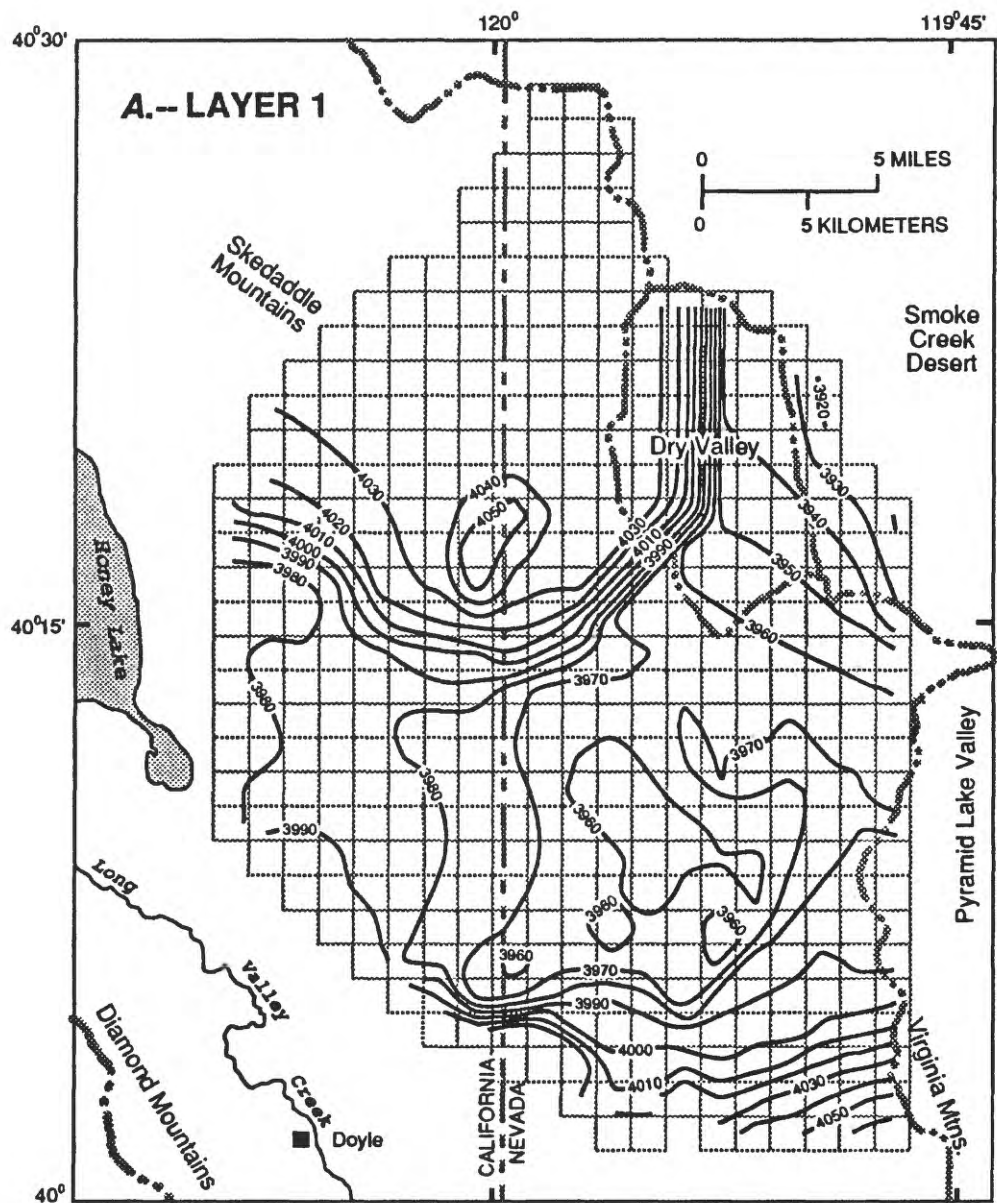 120°
119°45'
40°30'
A.-- LAYER 1
0
5 MILES
0
5 KILOMETERS
Skedaddle
Mountains
Smoke
Creek
Desert
3920
Dry Valley
4030
4040
4050
3930
4020
4010
4000
3990
3980
4030
4010
3990
3940
3950
Honey Lake
40°15'
3960
3970
3980
3970
3980
3960
3990
Pyramid Lake Valley
Long
Valley
Creek
3960
3960
3960
3970
3990
Diamond Mountains
4000
4010
4030
4050
Virginia Mtns.
CALIFORNIA
NEVADA
Doyle
40°